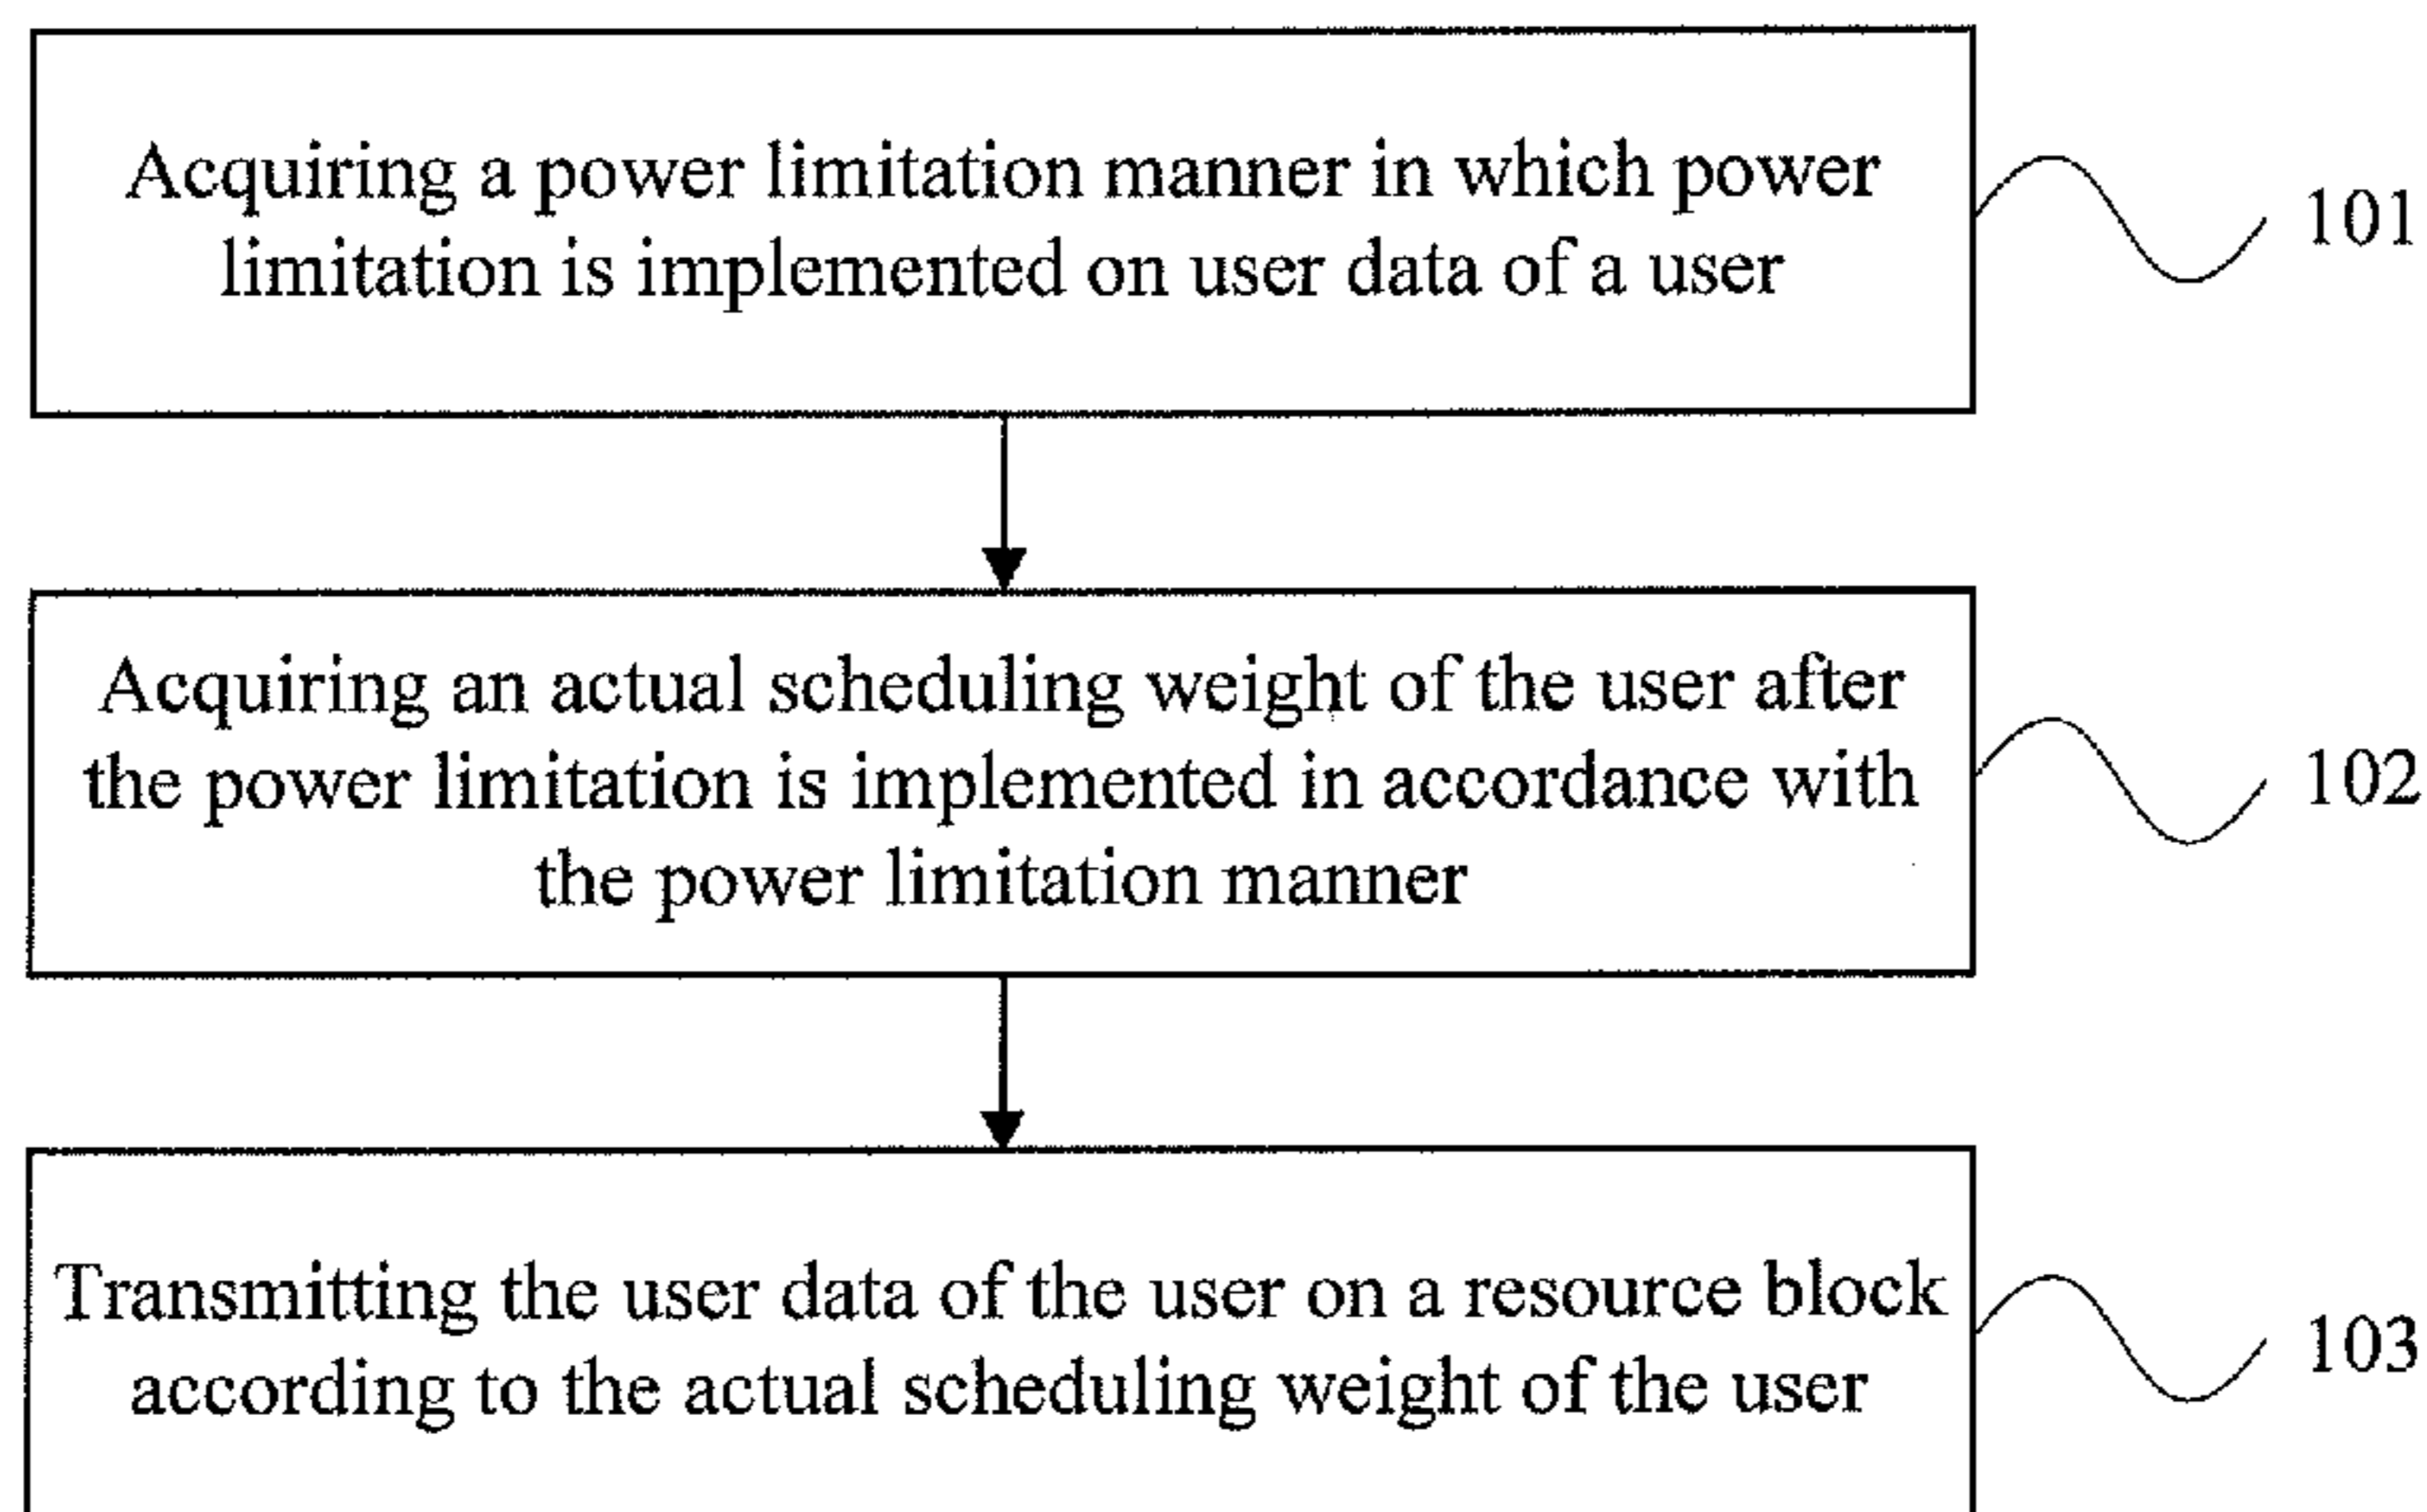 Acquiring a power limitation manner in which power
limitation is implemented on user data of a user
101
Acquiring an actual scheduling weight of the user after
the power limitation is implemented in accordance with
the power limitation manner
102
Transmitting the user data of the user on a resource block
according to the actual scheduling weight of the user
103